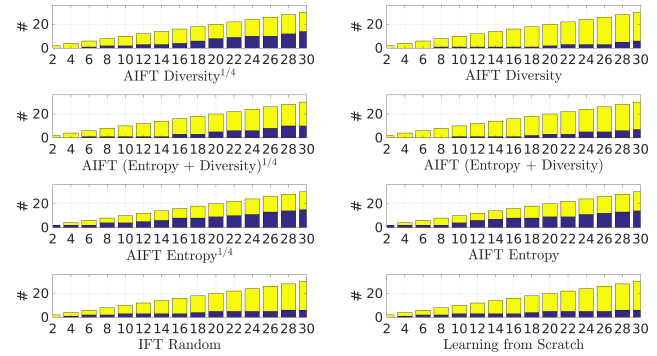 #
20
0
2 4 6 8 10 12 14 16 18 20 22 24 26 28 30
AIFT Diversity^1/4
#
20
0
2 4 6 8 10 12 14 16 18 20 22 24 26 28 30
AIFT Diversity
#
20
0
2 4 6 8 10 12 14 16 18 20 22 24 26 28 30
AIFT (Entropy + Diversity)^1/4
#
20
0
2 4 6 8 10 12 14 16 18 20 22 24 26 28 30
AIFT (Entropy + Diversity)
#
20
0
2 4 6 8 10 12 14 16 18 20 22 24 26 28 30
AIFT Entropy^1/4
#
20
0
2 4 6 8 10 12 14 16 18 20 22 24 26 28 30
AIFT Entropy
#
20
0
2 4 6 8 10 12 14 16 18 20 22 24 26 28 30
IFT Random
#
20
0
2 4 6 8 10 12 14 16 18 20 22 24 26 28 30
Learning from Scratch